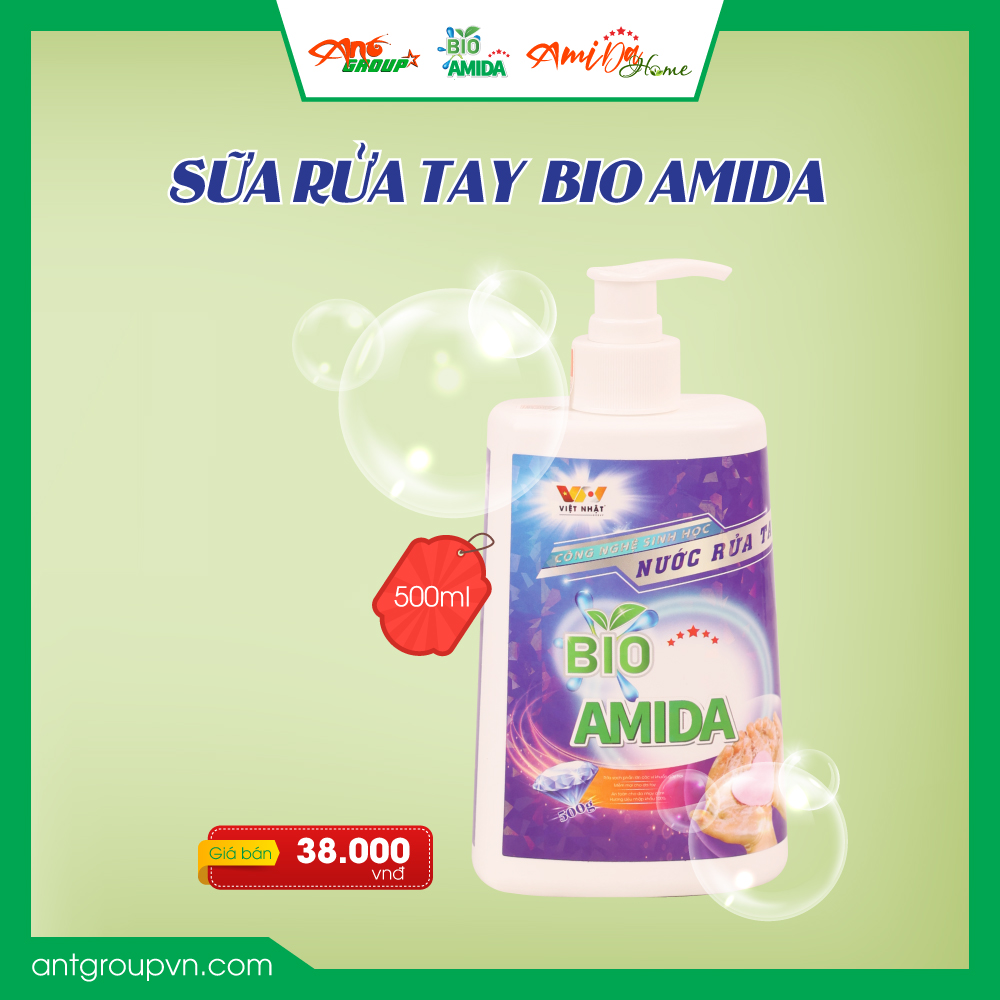 Ant GROUP
BIO AMIDA
AmiDa Home
SỮA RỬA TAY BIO AMIDA
VIỆT NHẬT
CÔNG NGHỆ SINH HỌC
NƯỚC RỬA TA
500ml
BIO
AMIDA
500g
Giá bán
38.000
vnđ
antgroupvn.com